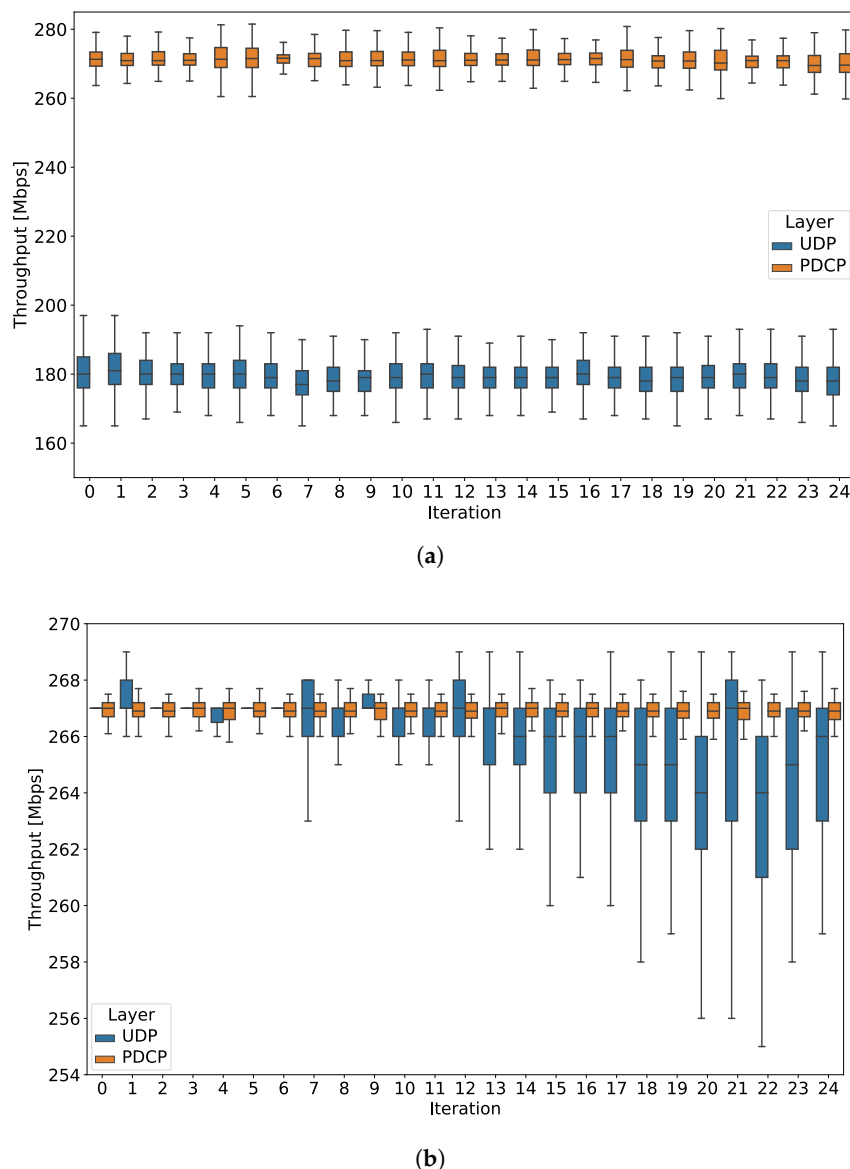 280
260
240
220
200
180
160
Throughput [Mbps]
Layer
UDP
PDCP
0 1 2 3 4 5 6 7 8 9 10 11 12 13 14 15 16 17 18 19 20 21 22 23 24
Iteration
(a)
270
268
266
264
262
260
258
256
254
Throughput [Mbps]
Layer
UDP
PDCP
0 1 2 3 4 5 6 7 8 9 10 11 12 13 14 15 16 17 18 19 20 21 22 23 24
Iteration
(b)